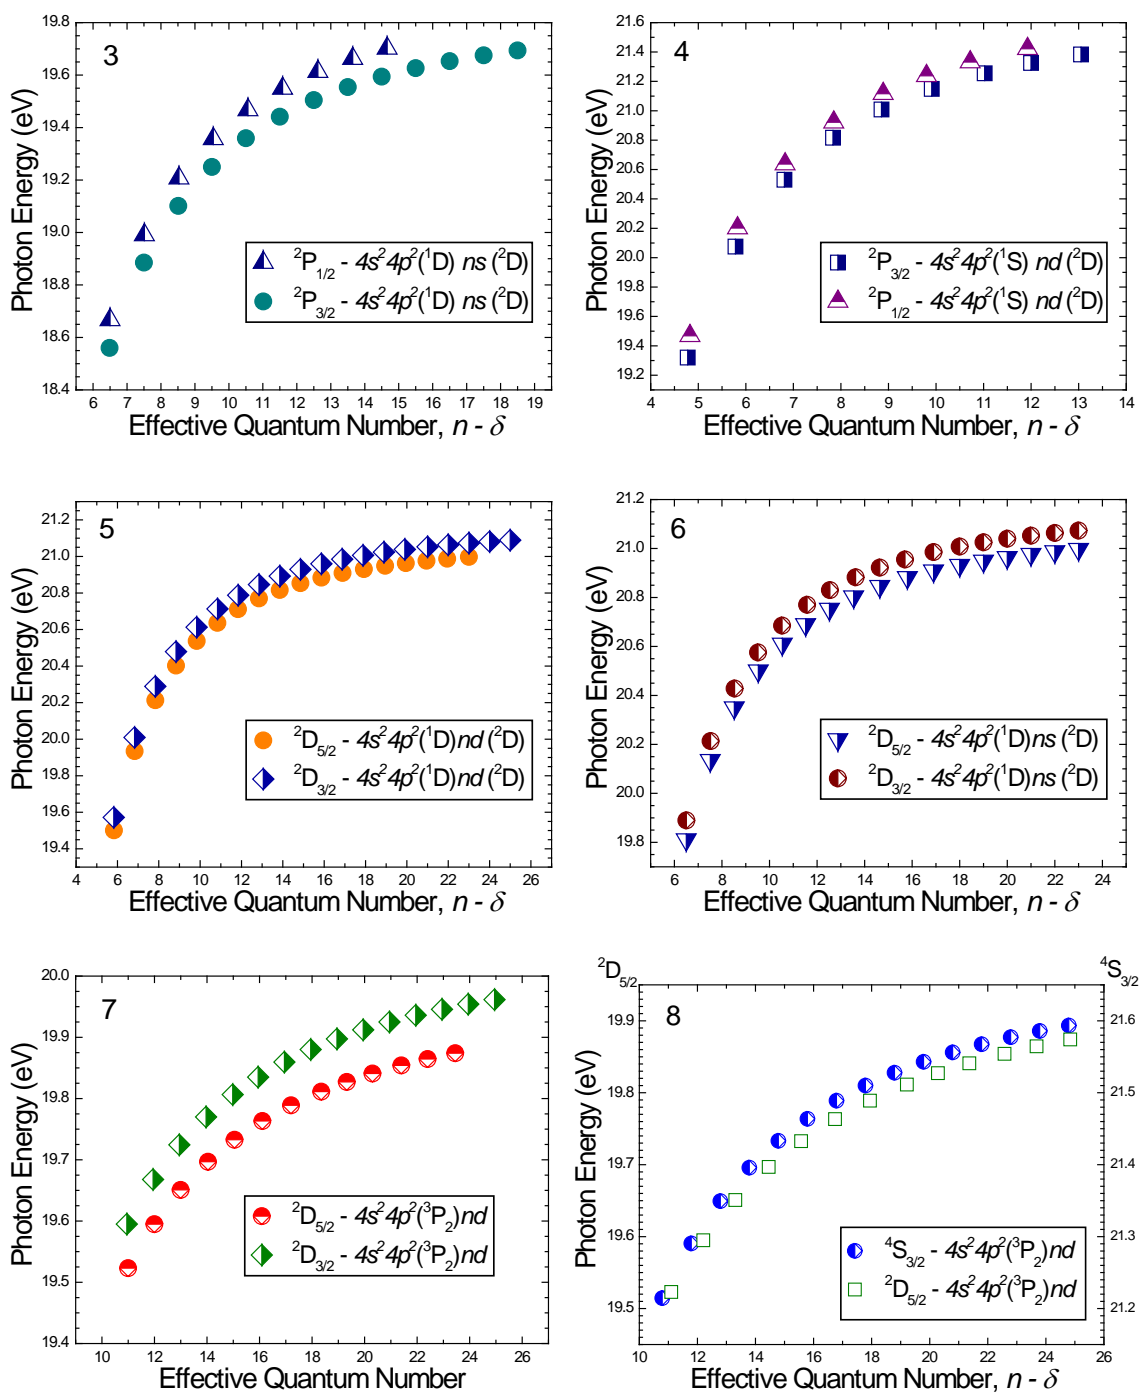 3
Photon Energy (eV)
19.8
19.6
19.4
19.2
19.0
18.8
18.6
18.4
²P₁/₂ - 4s²4p²(¹D) ns (²D)
²P₃/₂ - 4s²4p²(¹D) ns (²D)
6 7 8 9 10 11 12 13 14 15 16 17 18 19
Effective Quantum Number, n - δ
4
Photon Energy (eV)
21.6
21.4
21.2
21.0
20.8
20.6
20.4
20.2
20.0
19.8
19.6
19.4
19.2
²P₃/₂ - 4s²4p²(¹S) nd (²D)
²P₁/₂ - 4s²4p²(¹S) nd (²D)
4 5 6 7 8 9 10 11 12 13 14
Effective Quantum Number, n - δ
5
Photon Energy (eV)
21.2
21.0
20.8
20.6
20.4
20.2
20.0
19.8
19.6
19.4
²D₅/₂ - 4s²4p²(¹D)nd (²D)
²D₃/₂ - 4s²4p²(¹D)nd (²D)
4 6 8 10 12 14 16 18 20 22 24 26
Effective Quantum Number, n - δ
6
Photon Energy (eV)
21.2
21.0
20.8
20.6
20.4
20.2
20.0
19.8
²D₅/₂ - 4s²4p²(¹D)ns (²D)
²D₃/₂ - 4s²4p²(¹D)ns (²D)
6 8 10 12 14 16 18 20 22 24
Effective Quantum Number, n - δ
7
Photon Energy (eV)
20.0
19.9
19.8
19.7
19.6
19.5
19.4
²D₅/₂ - 4s²4p²(³P₂)nd
²D₃/₂ - 4s²4p²(³P₂)nd
10 12 14 16 18 20 22 24 26
Effective Quantum Number
²D₅/₂
⁴S₃/₂
8
Photon Energy (eV)
19.9
19.8
19.7
19.6
19.5
21.6
21.5
21.4
21.3
21.2
⁴S₃/₂ - 4s²4p²(³P₂)nd
²D₅/₂ - 4s²4p²(³P₂)nd
10 12 14 16 18 20 22 24 26
Effective Quantum Number, n - δ